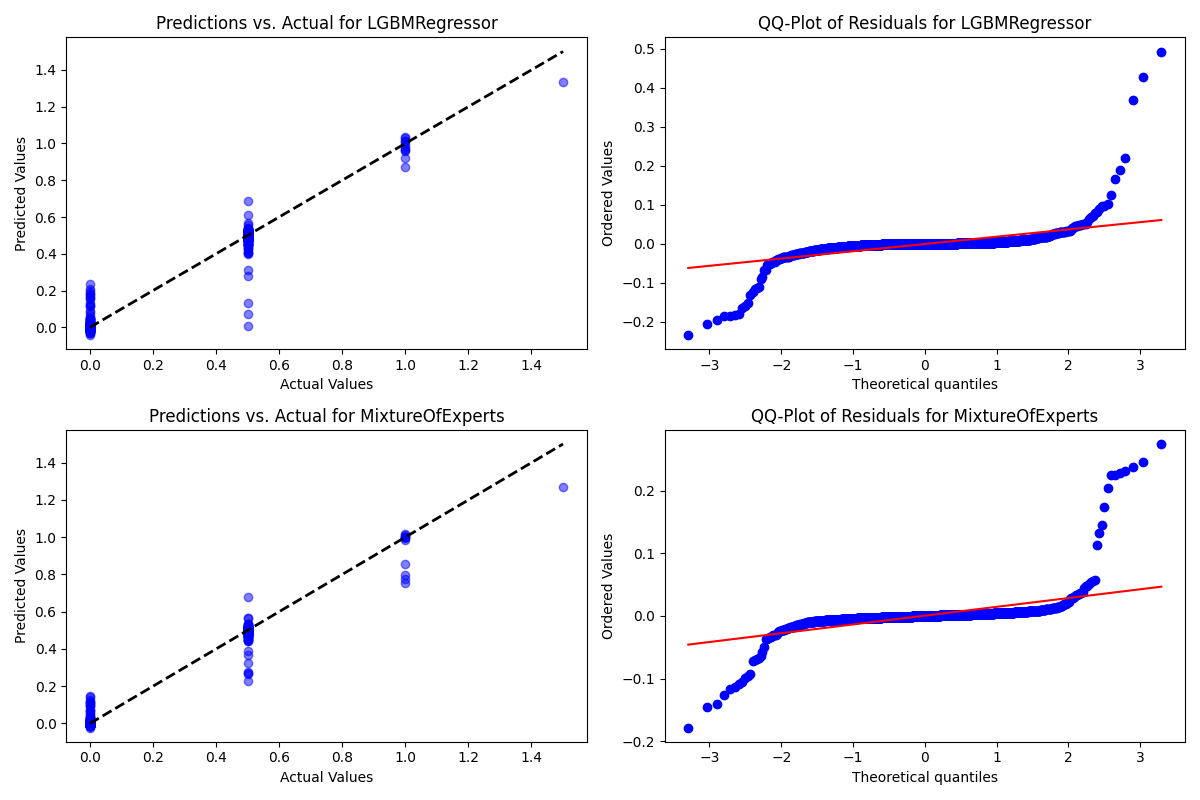 Predictions vs. Actual for LGBMRegressor
Predicted Values
1.4
1.2
1.0
0.8
0.6
0.4
0.2
0.0
0.0 0.2 0.4 0.6 0.8 1.0 1.2 1.4
Actual Values
QQ-Plot of Residuals for LGBMRegressor
Ordered Values
0.5
0.4
0.3
0.2
0.1
0.0
−0.1
−0.2
−3 −2 −1 0 1 2 3
Theoretical quantiles
Predictions vs. Actual for MixtureOfExperts
Predicted Values
1.4
1.2
1.0
0.8
0.6
0.4
0.2
0.0
0.0 0.2 0.4 0.6 0.8 1.0 1.2 1.4
Actual Values
QQ-Plot of Residuals for MixtureOfExperts
Ordered Values
0.2
0.1
0.0
−0.1
−0.2
−3 −2 −1 0 1 2 3
Theoretical quantiles